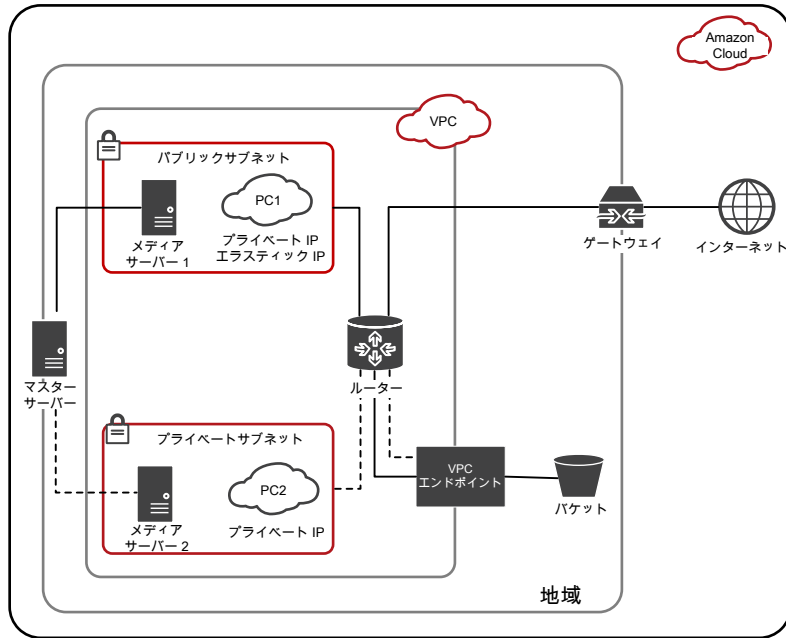 Amazon
Cloud
VPC
パブリックサブネット
PC1
メディア
サーバー 1
プライベート IP
エラスティック IP
ゲートウェイ
インターネット
マスター
サーバー
ルーター
プライベートサブネット
PC2
メディア
サーバー 2
プライベート IP
VPC
エンドポイント
バケット
地域